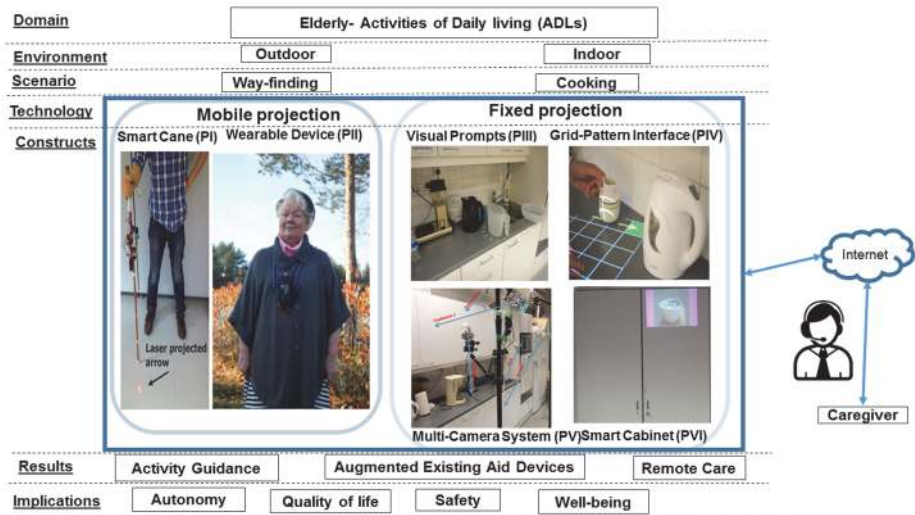 Domain
Elderly- Activities of Daily living (ADLs)
Environment
Outdoor
Indoor
Scenario
Way-finding
Cooking
Technology
Mobile projection
Fixed projection
Constructs
Smart Cane (PI)
Wearable Device (PII)
Visual Prompts (PIII)
Grid-Pattern Interface (PIV)
Laser projected
arrow
Multi-Camera System (PV)
Smart Cabinet (PVI)
Internet
Caregiver
Results
Activity Guidance
Augmented Existing Aid Devices
Remote Care
Implications
Autonomy
Quality of life
Safety
Well-being